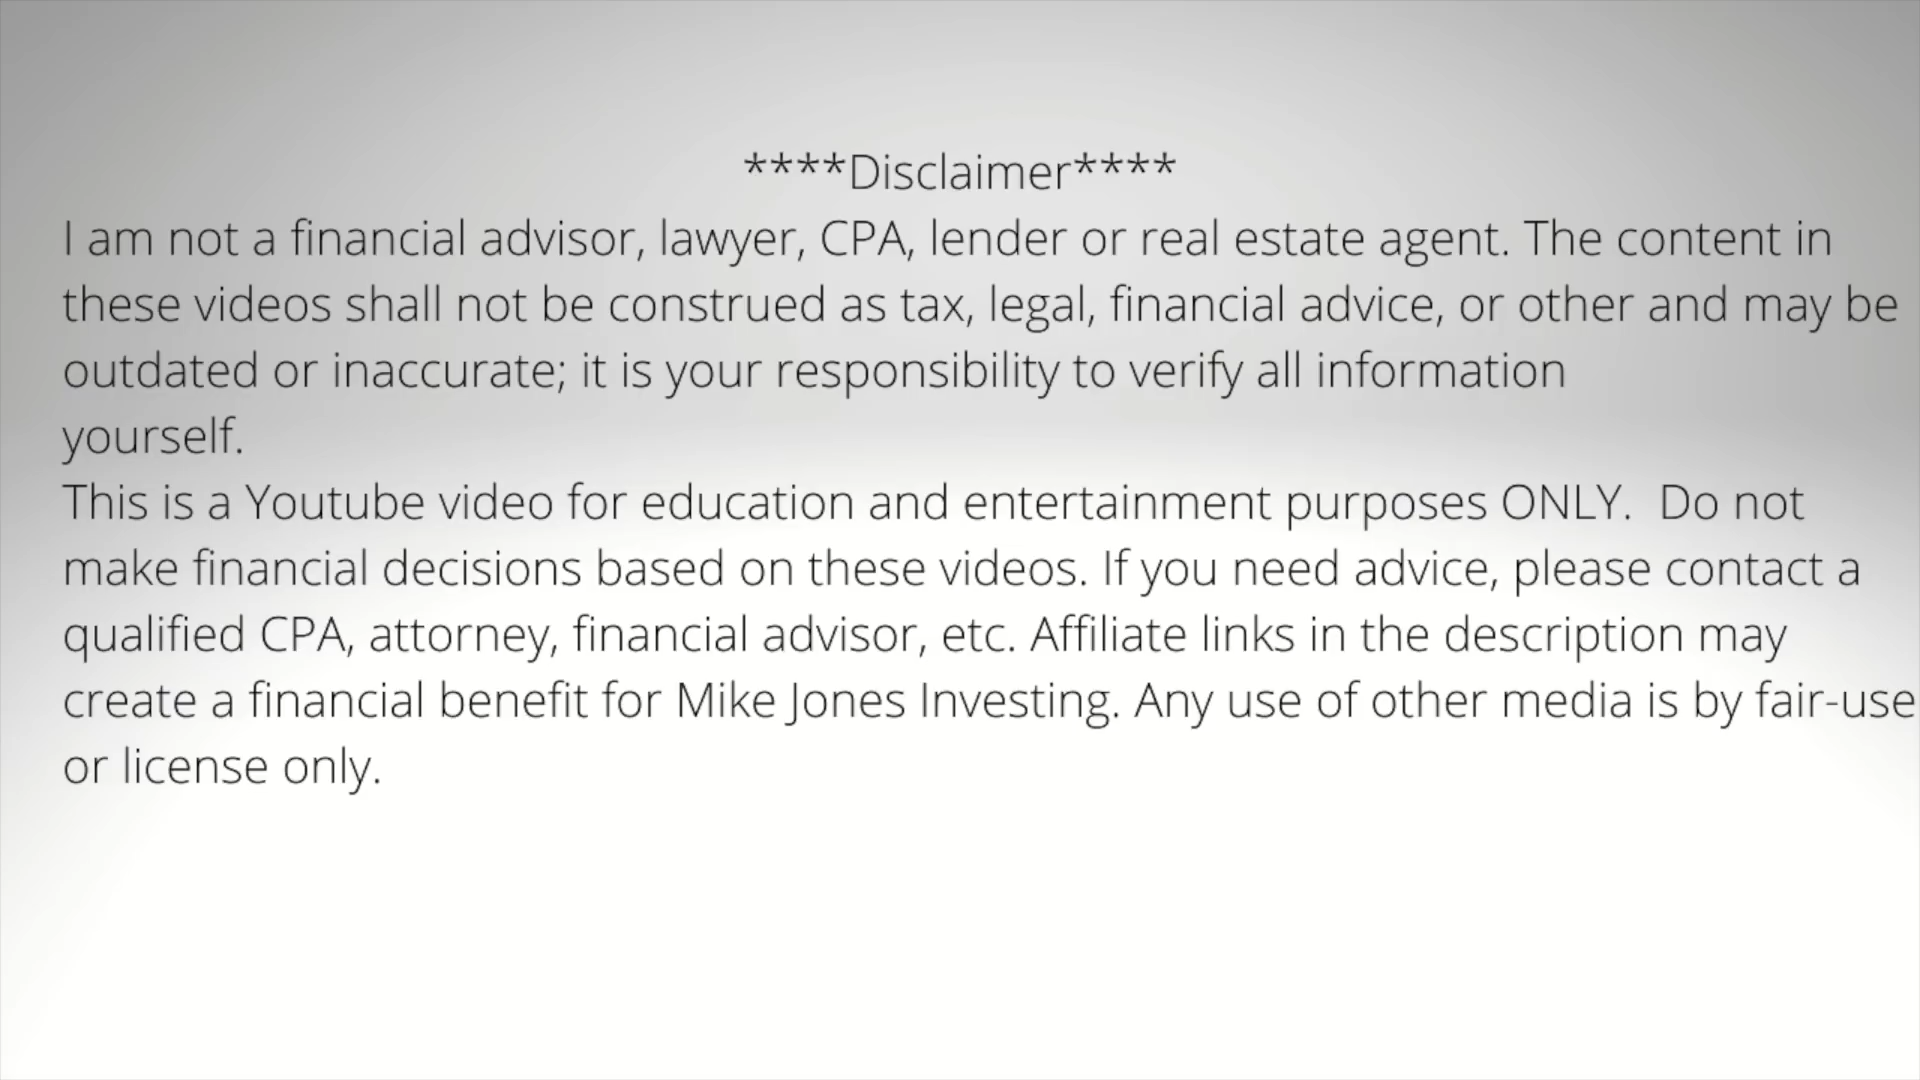 ****Disclaimer****
I am not a financial advisor, lawyer, CPA, lender or real estate agent. The content in
these videos shall not be construed as tax, legal, financial advice, or other and may be
outdated or inaccurate; it is your responsibility to verify all information
yourself.
This is a Youtube video for education and entertainment purposes ONLY.  Do not
make financial decisions based on these videos. If you need advice, please contact a
qualified CPA, attorney, financial advisor, etc. Affiliate links in the description may
create a financial benefit for Mike Jones Investing. Any use of other media is by fair-use
or license only.